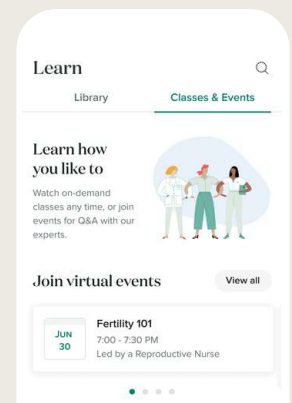 Learn
Library
Classes & Events
Learn how
you like to
Watch on-demand
classes any time, or join
events for Q&A with our
experts.
Join virtual events
View all
JUN
30
Fertility 101
7:00 - 7:30 PM
Led by a Reproductive Nurse